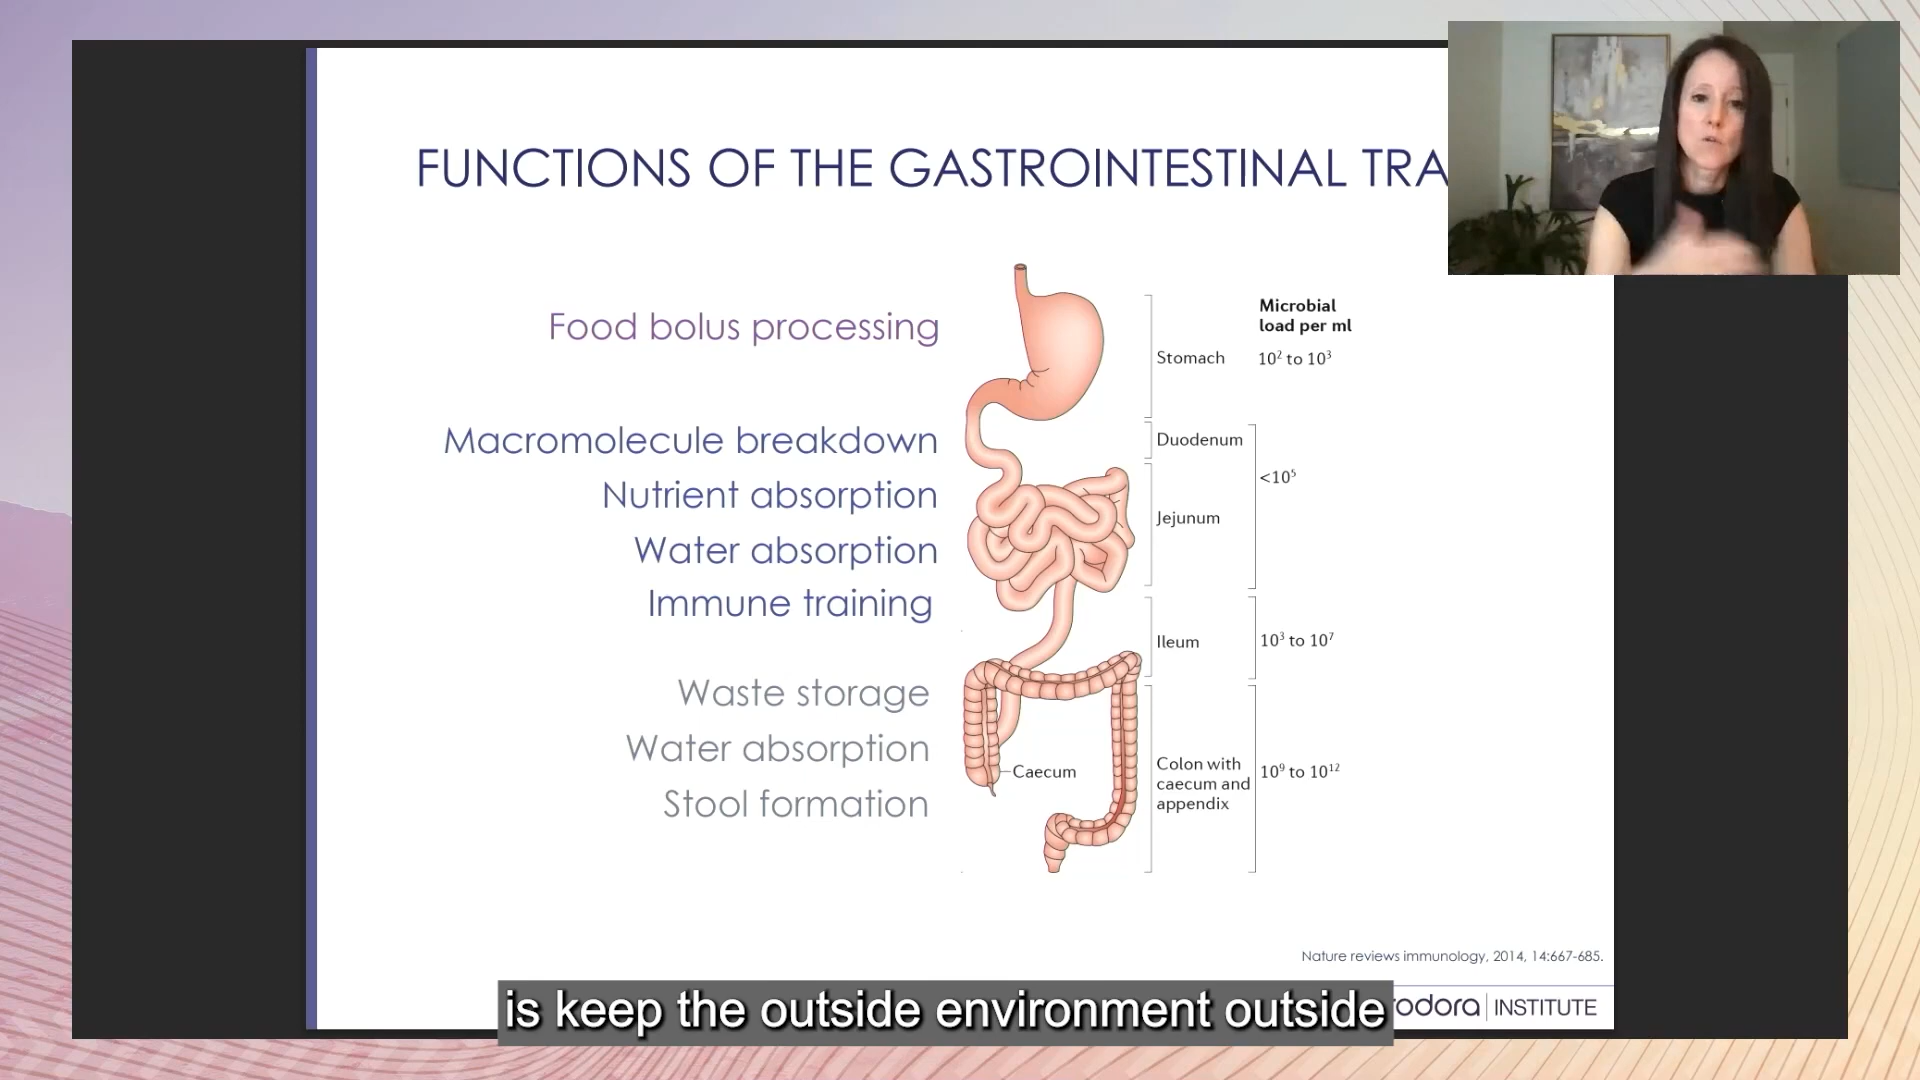 FUNCTIONS OF THE GASTROINTESTINAL TRA
Food bolus processing
Macromolecule breakdown
Nutrient absorption
Water absorption
Immune training
Waste storage
Water absorption
Stool formation
Microbial
load per ml
Stomach 10² to 10³
Duodenum
<10⁵
Jejunum
Ileum 10³ to 10⁷
Caecum
Colon with
caecum and
appendix
10⁹ to 10¹²
Nature reviews immunology, 2014, 14:667-685.
rodora | INSTITUTE
is keep the outside environment outside